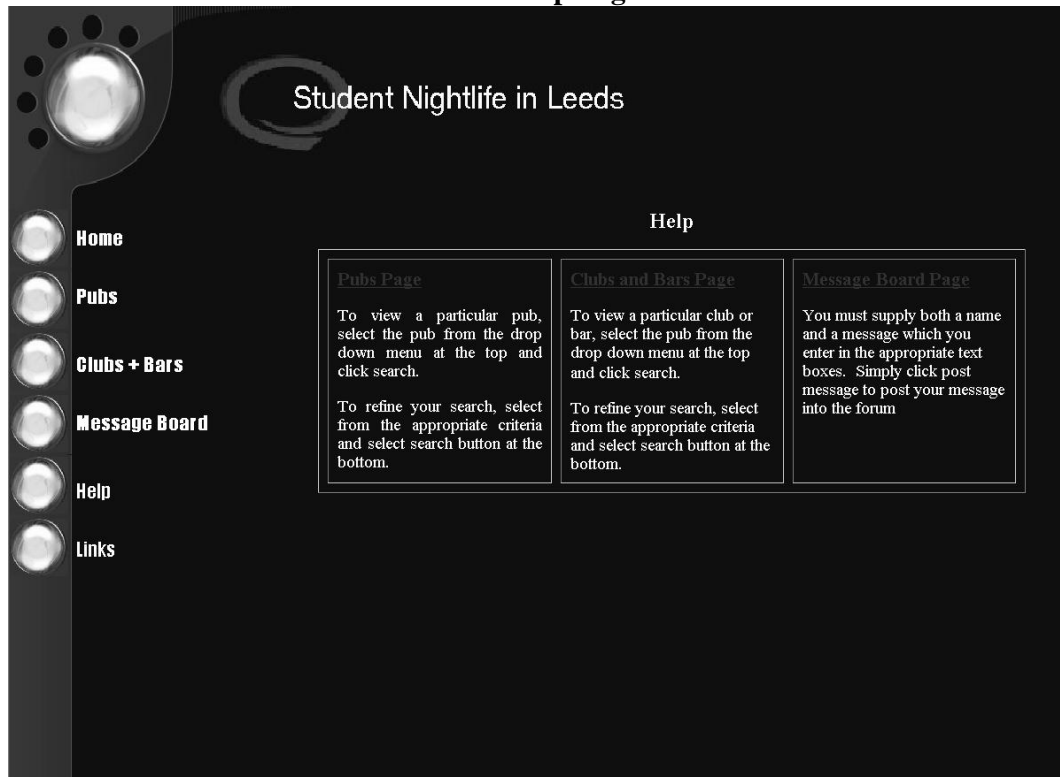 Student Nightlife in Leeds
Home
Pubs
Clubs + Bars
Message Board
Help
Links
Help
Pubs Page
To view a particular pub,
select the pub from the drop
down menu at the top and
click search.
To refine your search, select
from the appropriate criteria
and select search button at the
bottom.
Clubs and Bars Page
To view a particular club or
bar, select the pub from the
drop down menu at the top
and click search.
To refine your search, select
from the appropriate criteria
and select search button at the
bottom.
Message Board Page
You must supply both a name
and a message which you
enter in the appropriate text
boxes.  Simply click post
message to post your message
into the forum